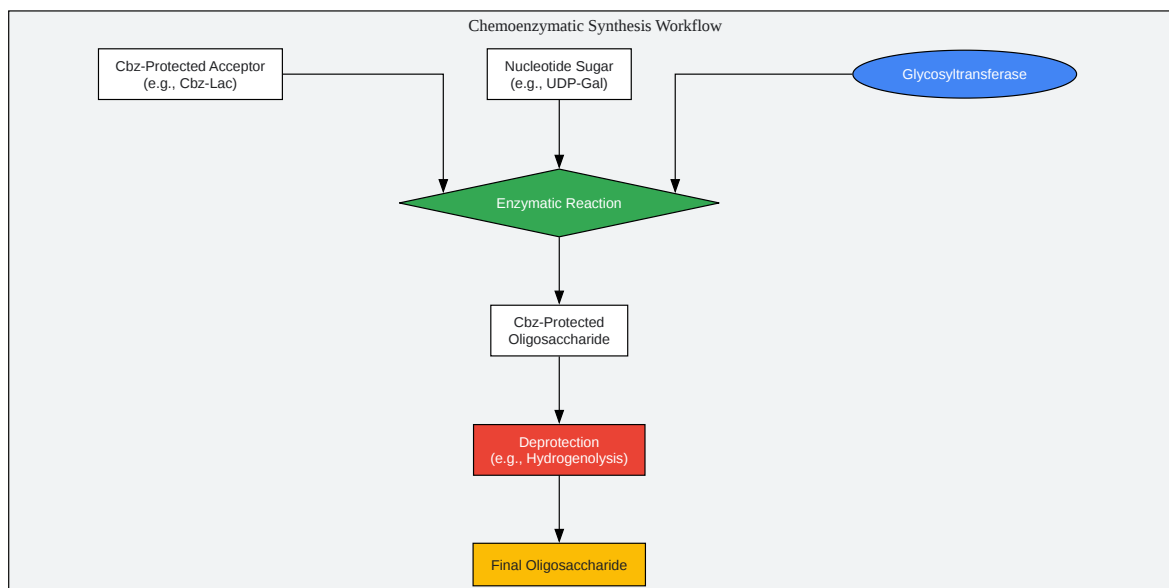 Chemoenzymatic Synthesis Workflow
Cbz-Protected Acceptor
(e.g., Cbz-Lac)
Nucleotide Sugar
(e.g., UDP-Gal)
Glycosyltransferase
Enzymatic Reaction
Cbz-Protected
Oligosaccharide
Deprotection
(e.g., Hydrogenolysis)
Final Oligosaccharide